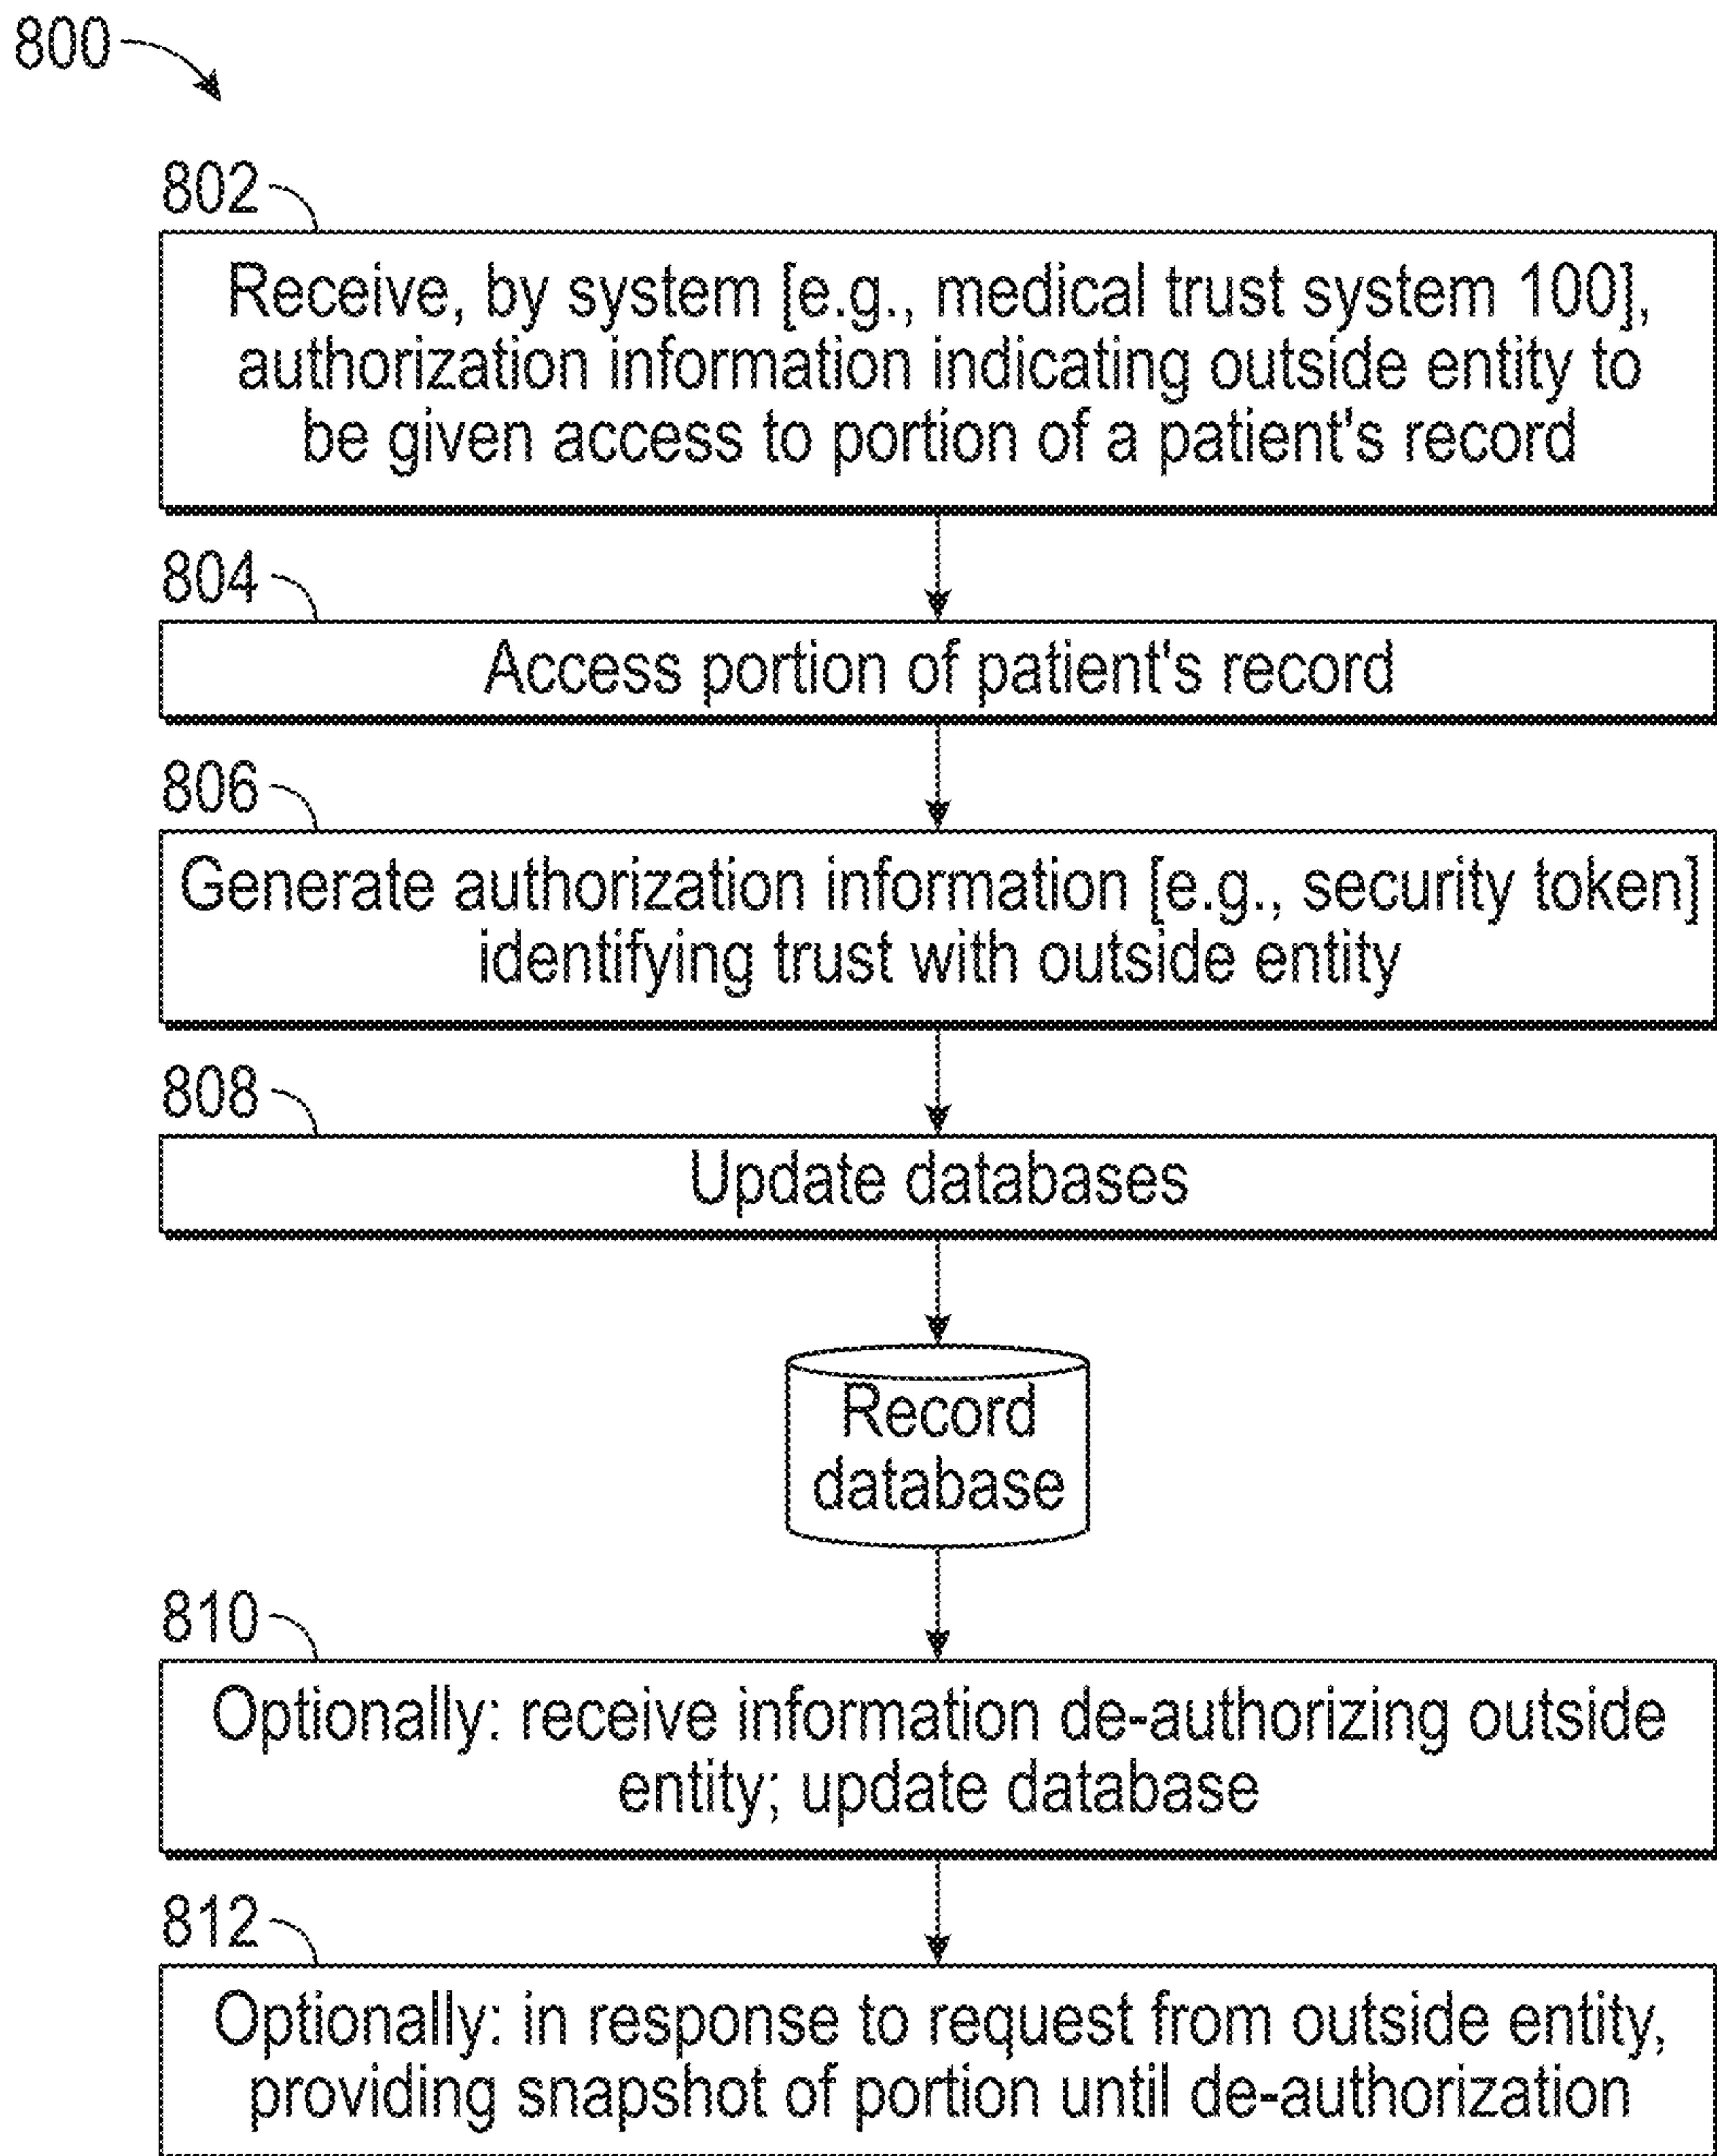 800
802
Receive, by system [e.g., medical trust system 100],
authorization information indicating outside entity to
be given access to portion of a patient's record
804
Access portion of patient's record
806
Generate authorization information [e.g., security token]
identifying trust with outside entity
808
Update databases
Record
database
810
Optionally: receive information de-authorizing outside
entity; update database
812
Optionally: in response to request from outside entity,
providing snapshot of portion until de-authorization